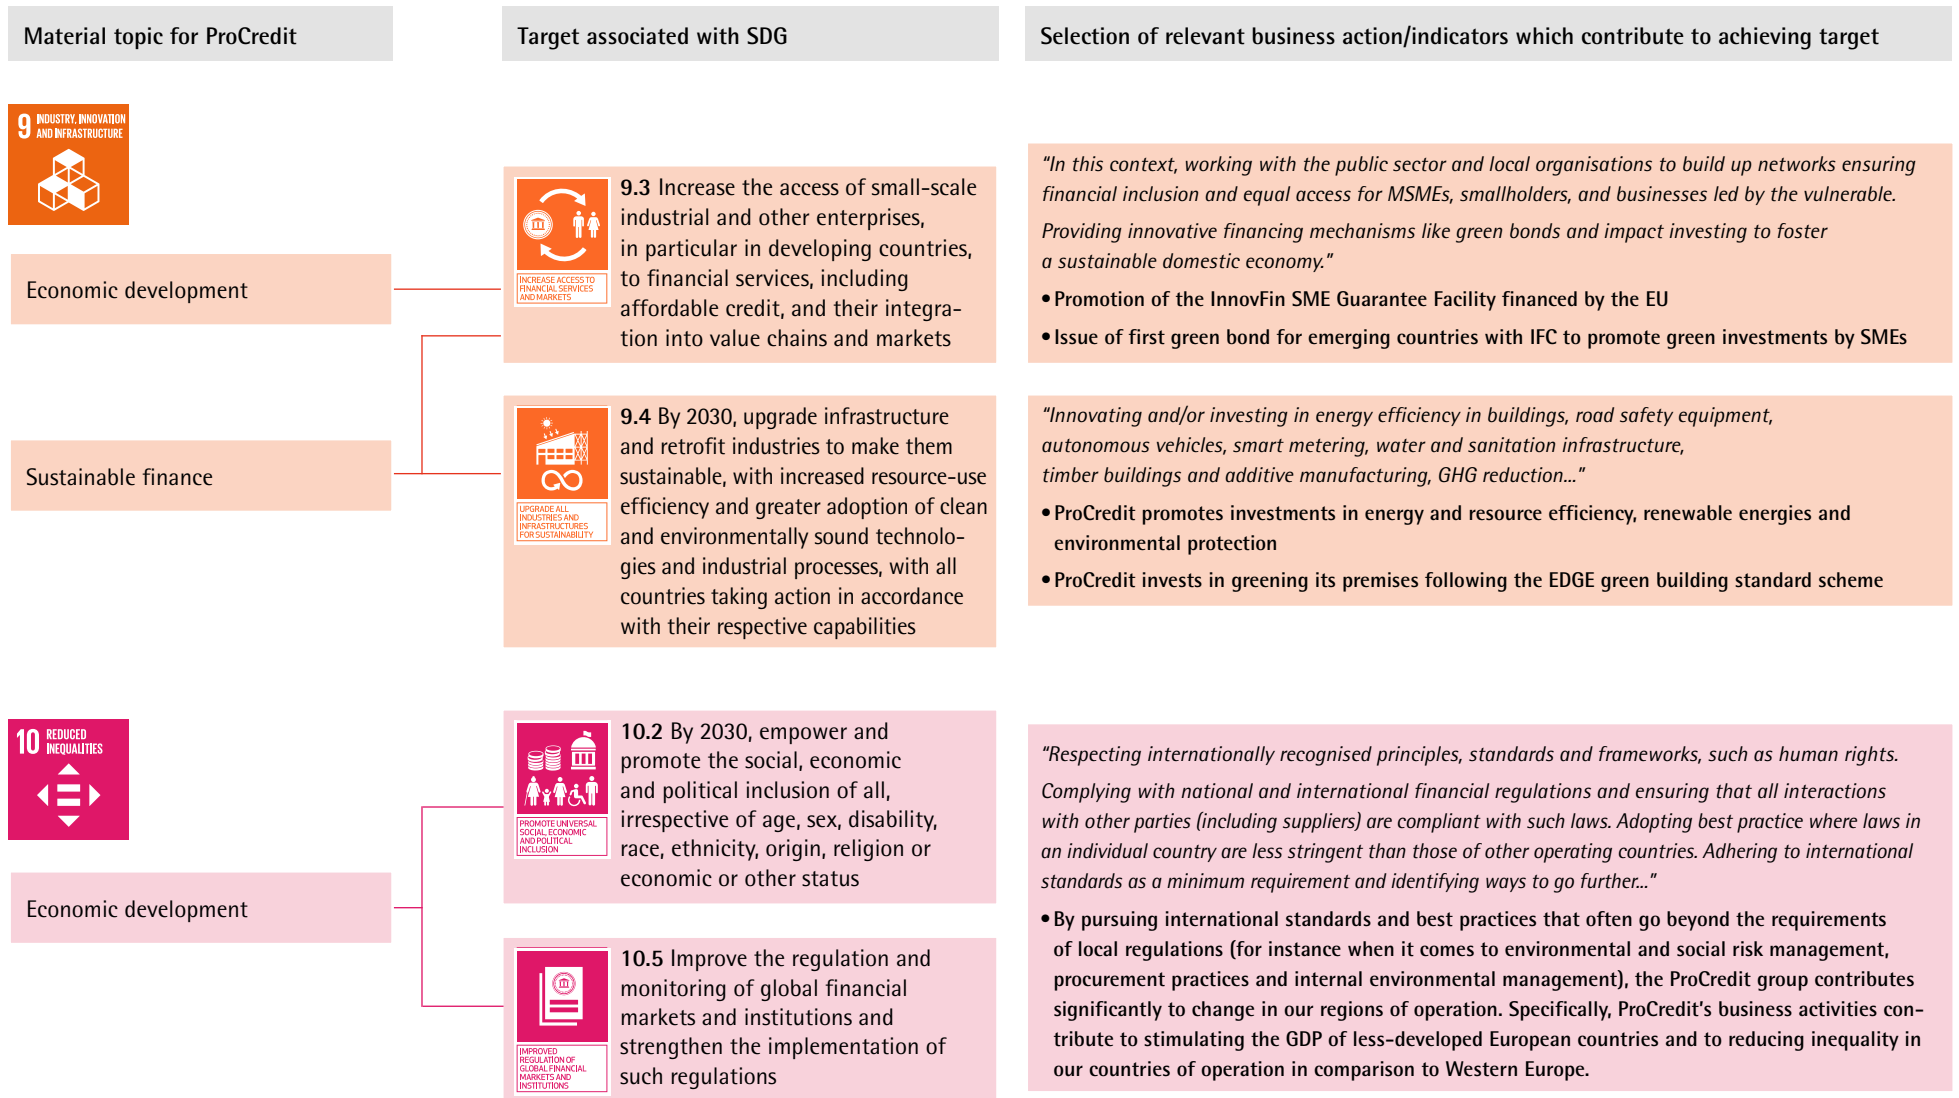 Material topic for ProCredit
Target associated with SDG
Selection of relevant business action/indicators which contribute to achieving target
9 INDUSTRY, INNOVATION
AND INFRASTRUCTURE
Economic development
Sustainable finance
INCREASE ACCESS TO
FINANCIAL SERVICES
AND MARKETS
9.3 Increase the access of small-scale
industrial and other enterprises,
in particular in developing countries,
to financial services, including
affordable credit, and their integra-
tion into value chains and markets
“In this context, working with the public sector and local organisations to build up networks ensuring
financial inclusion and equal access for MSMEs, smallholders, and businesses led by the vulnerable.
Providing innovative financing mechanisms like green bonds and impact investing to foster
a sustainable domestic economy.”
• Promotion of the InnovFin SME Guarantee Facility financed by the EU
• Issue of first green bond for emerging countries with IFC to promote green investments by SMEs
UPGRADE ALL
INDUSTRIES AND
INFRASTRUCTURES
FOR SUSTAINABILITY
9.4 By 2030, upgrade infrastructure
and retrofit industries to make them
sustainable, with increased resource-use
efficiency and greater adoption of clean
and environmentally sound technolo-
gies and industrial processes, with all
countries taking action in accordance
with their respective capabilities
“Innovating and/or investing in energy efficiency in buildings, road safety equipment,
autonomous vehicles, smart metering, water and sanitation infrastructure,
timber buildings and additive manufacturing, GHG reduction...”
• ProCredit promotes investments in energy and resource efficiency, renewable energies and
environmental protection
• ProCredit invests in greening its premises following the EDGE green building standard scheme
10 REDUCED
INEQUALITIES
Economic development
PROMOTE UNIVERSAL
SOCIAL, ECONOMIC
AND POLITICAL
INCLUSION
10.2 By 2030, empower and
promote the social, economic
and political inclusion of all,
irrespective of age, sex, disability,
race, ethnicity, origin, religion or
economic or other status
IMPROVED
REGULATION OF
GLOBAL FINANCIAL
MARKETS AND
INSTITUTIONS
10.5 Improve the regulation and
monitoring of global financial
markets and institutions and
strengthen the implementation of
such regulations
“Respecting internationally recognised principles, standards and frameworks, such as human rights.
Complying with national and international financial regulations and ensuring that all interactions
with other parties (including suppliers) are compliant with such laws. Adopting best practice where laws in
an individual country are less stringent than those of other operating countries. Adhering to international
standards as a minimum requirement and identifying ways to go further...”
• By pursuing international standards and best practices that often go beyond the requirements
of local regulations (for instance when it comes to environmental and social risk management,
procurement practices and internal environmental management), the ProCredit group contributes
significantly to change in our regions of operation. Specifically, ProCredit’s business activities con-
tribute to stimulating the GDP of less-developed European countries and to reducing inequality in
our countries of operation in comparison to Western Europe.